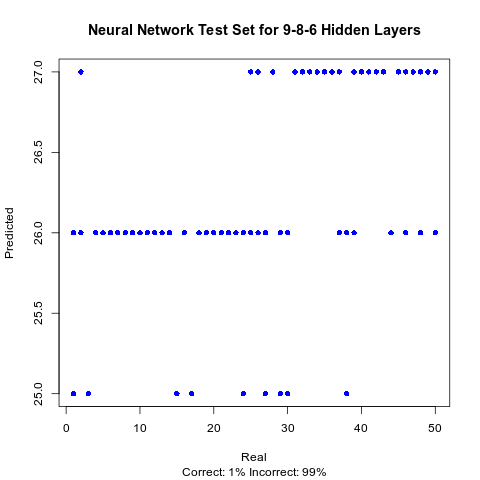 Neural Network Test Set for 9-8-6 Hidden Layers
27.0
26.5
26.0
25.5
25.0
Predicted
0 10 20 30 40 50
Real
Correct: 1% Incorrect: 99%